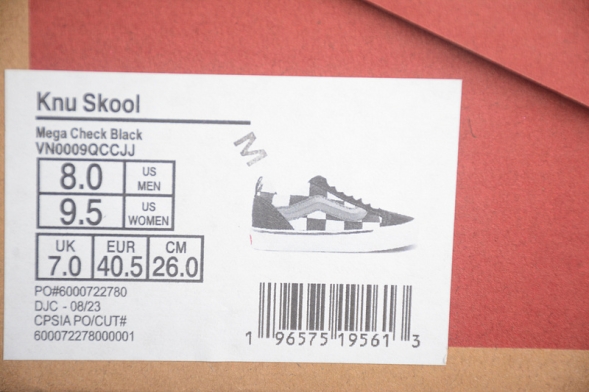 Knu Skool
Mega Check Black
VN0009QCCJJ
M
8.0 US MEN
9.5 US WOMEN
UK EUR CM
7.0 40.5 26.0
PO#6000722780
DJC - 08/23
CPSIA PO/CUT#
600072278000001
1 96575 19561 3